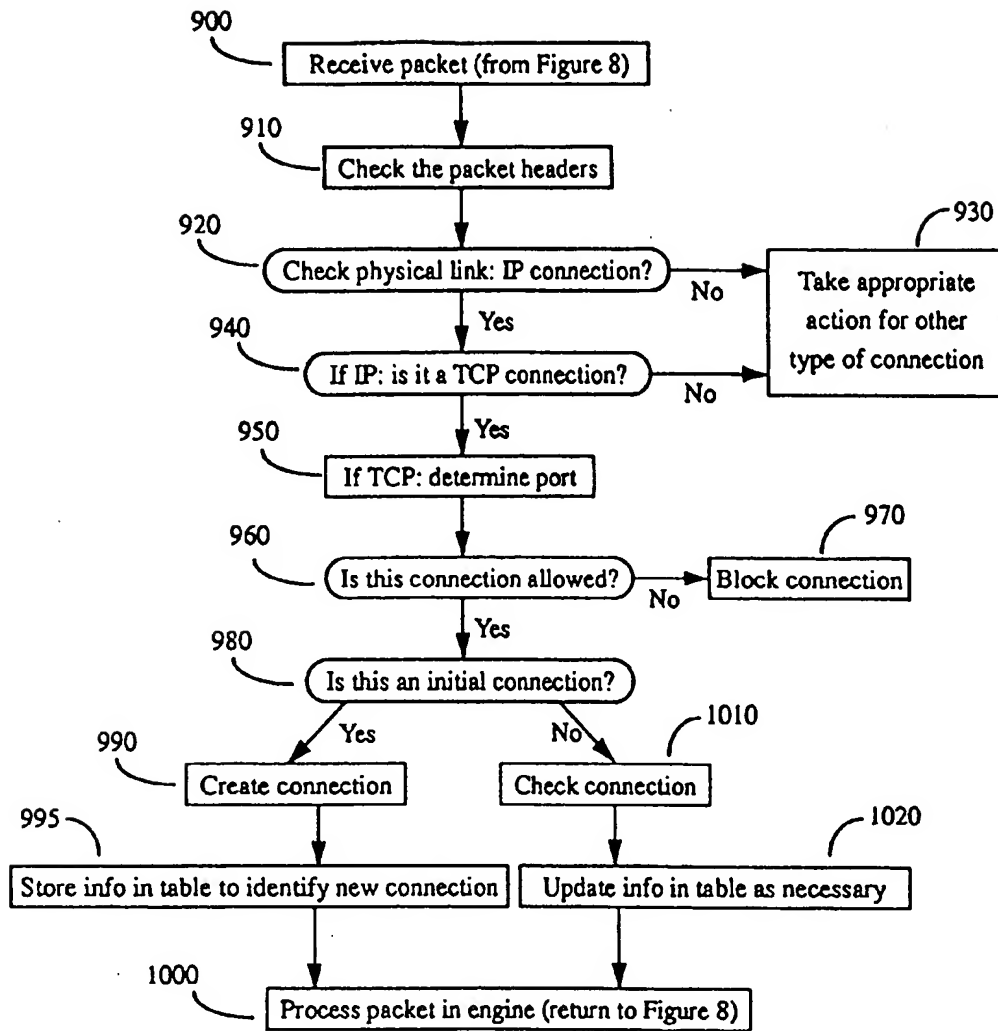 900
Receive packet (from Figure 8)
910
Check the packet headers
920
Check physical link: IP connection?
No
930
Take appropriate
action for other
type of connection
Yes
940
If IP: is it a TCP connection?
No
Yes
950
If TCP: determine port
960
Is this connection allowed?
No
970
Block connection
Yes
980
Is this an initial connection?
Yes
No
990
Create connection
1010
Check connection
995
Store info in table to identify new connection
1020
Update info in table as necessary
1000
Process packet in engine (return to Figure 8)